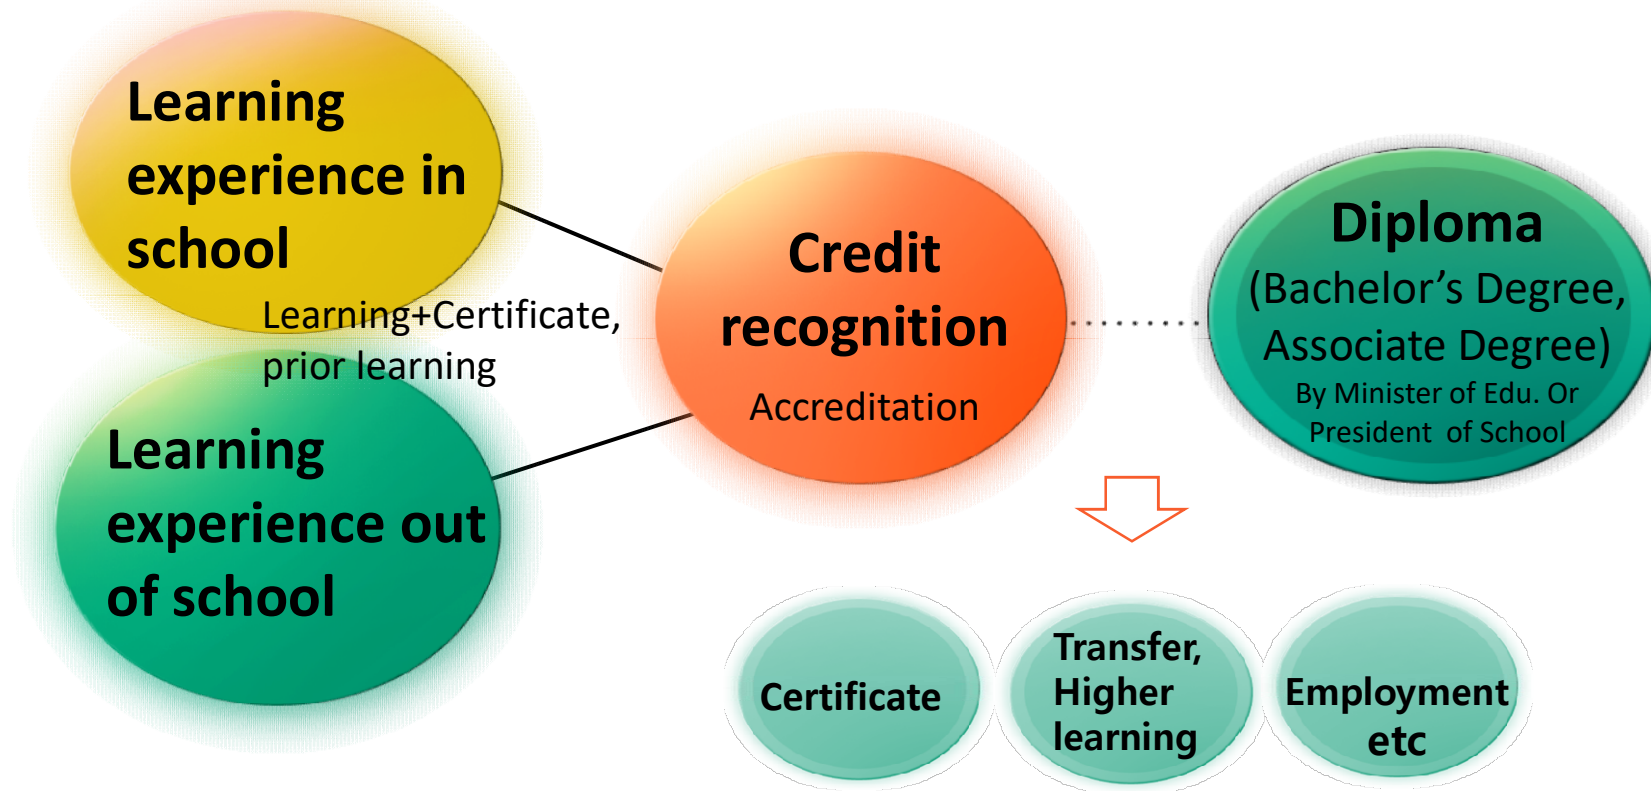 Learning
experience in
school
Learning+Certificate,
prior learning
Learning
experience out
of school
Credit
recognition
Accreditation
Diploma
(Bachelor’s Degree,
Associate Degree)
By Minister of Edu. Or
President of School
Certificate
Transfer,
Higher
learning
Employment
etc